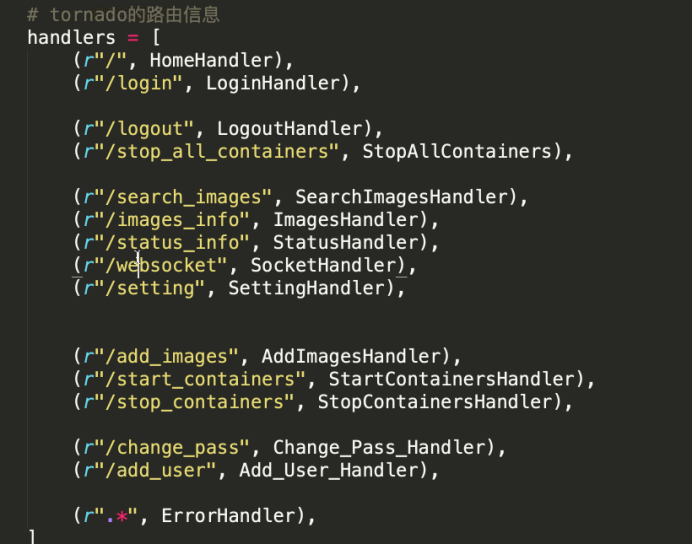 # tornado的路由信息
handlers = [
(r"/", HomeHandler),
(r"/login", LoginHandler),
(r"/logout", LogoutHandler),
(r"/stop_all_containers", StopAllContainers),
(r"/search_images", SearchImagesHandler),
(r"/images_info", ImagesHandler),
(r"/status_info", StatusHandler),
(r"/websocket", SocketHandler),
(r"/setting", SettingHandler),
(r"/add_images", AddImagesHandler),
(r"/start_containers", StartContainersHandler),
(r"/stop_containers", StopContainersHandler),
(r"/change_pass", Change_Pass_Handler),
(r"/add_user", Add_User_Handler),
(r".*", ErrorHandler),
]